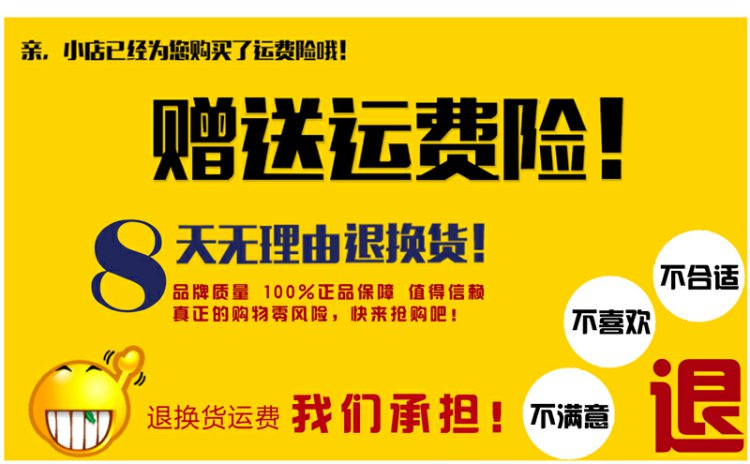 亲，小店已经为您购买了运费险哦！
赠送运费险！
8天无理由退换货！
品牌质量 100%正品保障 值得信赖
真正的购物零风险，快来抢购吧！
不合适
不喜欢
不满意
退
退换货运费 我们承担！